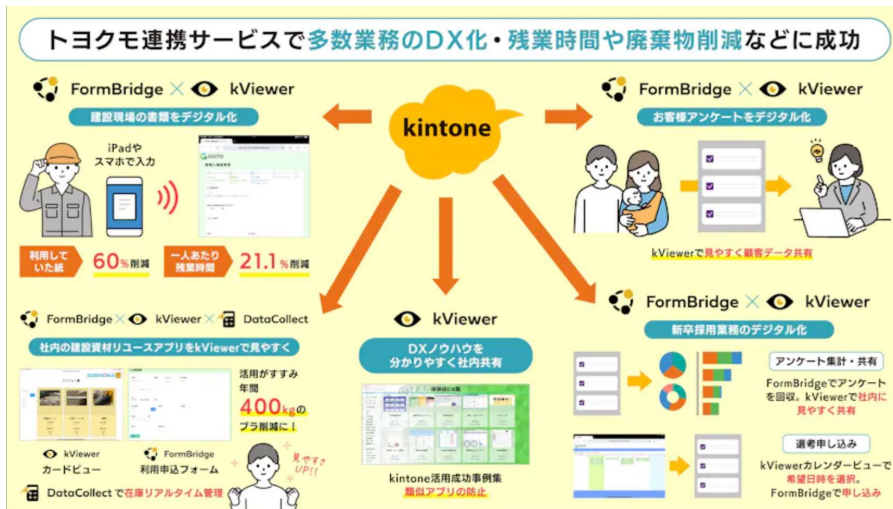 トヨクモ連携サービスで多数業務のDX化・残業時間や廃棄物削減などに成功
FormBridge × kViewer
建設現場の書類をデジタル化
iPadや
スマホで入力
GOTO
利用して
いた紙
60%削減
一人あたり
残業時間
21.1%削減
kintone
FormBridge × kViewer
お客様アンケートをデジタル化
kViewerで見やすく顧客データ共有
FormBridge × kViewer × DataCollect
社内の建設資材リユースアプリをkViewerで見やすく
活用がすすみ
年間
400kgの
プラ削減に!
kViewer
カードビュー
FormBridge
利用申込フォーム
見やすさ
UP!!
DataCollectで在庫リアルタイム管理
kViewer
DXノウハウを
分かりやすく社内共有
kintone活用成功事例集
類似アプリの防止
FormBridge × kViewer
新卒採用業務のデジタル化
アンケート集計・共有
FormBridgeでアンケート
を回収。kViewerで社内に
見やすく共有
選考申し込み
kViewerカレンダービューで
希望日時を選択。
FormBridgeで申し込み